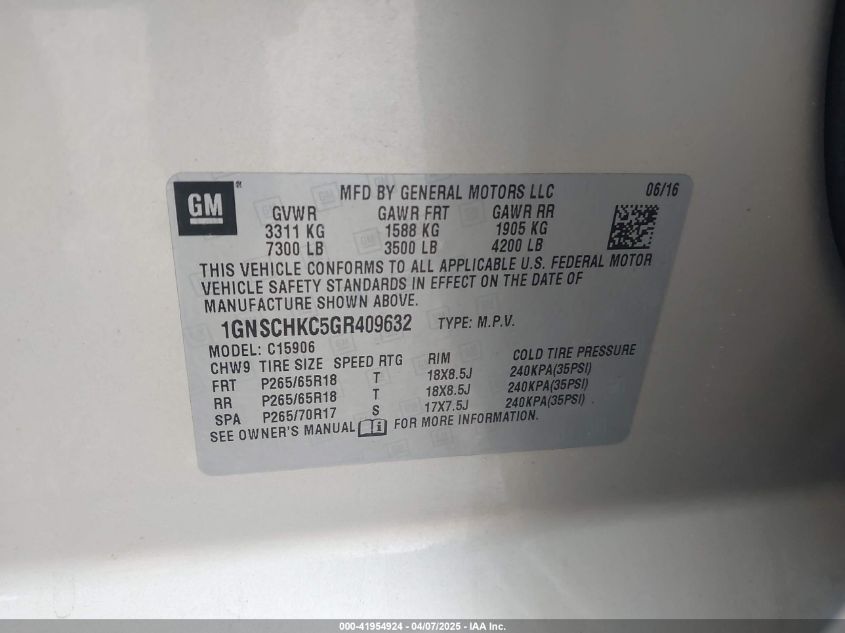 GM
MFD BY GENERAL MOTORS LLC 06/16
GVWR GAWR FRT GAWR RR
3311 KG 1588 KG 1905 KG
7300 LB 3500 LB 4200 LB
THIS VEHICLE CONFORMS TO ALL APPLICABLE U.S. FEDERAL MOTOR
VEHICLE SAFETY STANDARDS IN EFFECT ON THE DATE OF
MANUFACTURE SHOWN ABOVE.
1GNSCHKC5GR409632 TYPE: M.P.V.
MODEL: C15906
CHW9 TIRE SIZE SPEED RTG RIM COLD TIRE PRESSURE
FRT P265/65R18 T 18X8.5J 240KPA(35PSI)
RR P265/65R18 T 18X8.5J 240KPA(35PSI)
SPA P265/70R17 S 17X7.5J 240KPA(35PSI)
SEE OWNER'S MANUAL FOR MORE INFORMATION.
000-41954924 - 04/07/2025 - IAA Inc.